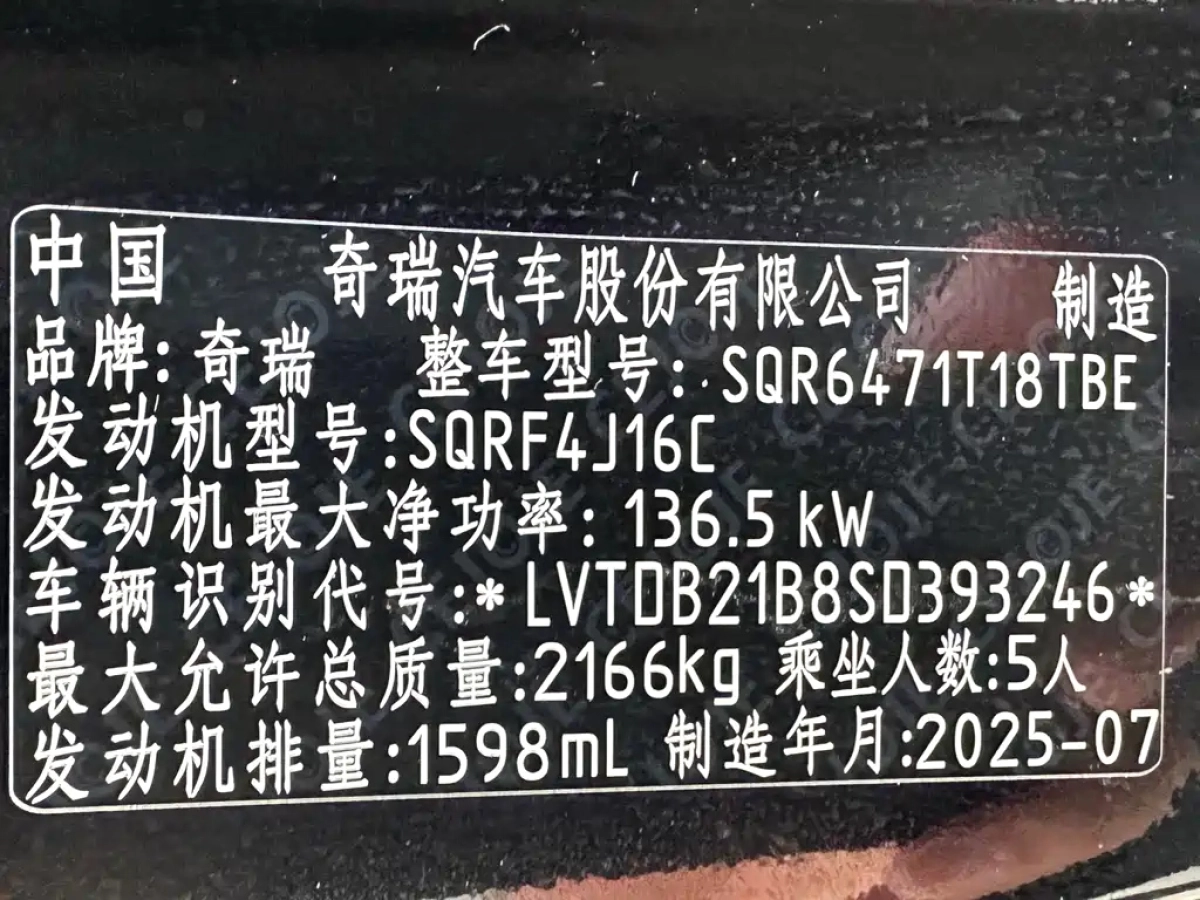 中国 奇瑞汽车股份有限公司 制造
品牌: 奇瑞 整车型号: SQR6471T18TBE
发动机型号:SQRF4J16C
发动机最大净功率: 136.5 kW
车辆识别代号:*LVTDB21B8SD393246*
最大允许总质量:2166kg 乘坐人数:5人
发动机排量:1598mL 制造年月:2025-07